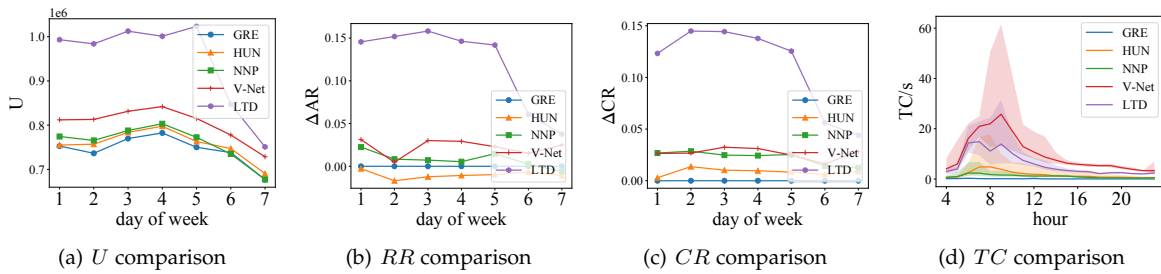 1e6
1.0
0.9
0.8
0.7
U
1 2 3 4 5 6 7
day of week
GRE
HUN
NNP
V-Net
LTD
(a) U comparison
0.15
0.10
0.05
0.00
ΔAR
1 2 3 4 5 6 7
day of week
GRE
HUN
NNP
V-Net
LTD
(b) RR comparison
0.15
0.10
0.05
0.00
ΔCR
1 2 3 4 5 6 7
day of week
GRE
HUN
NNP
V-Net
LTD
(c) CR comparison
60
40
20
0
TC/s
4 8 12 16 20
hour
GRE
HUN
NNP
V-Net
LTD
(d) TC comparison